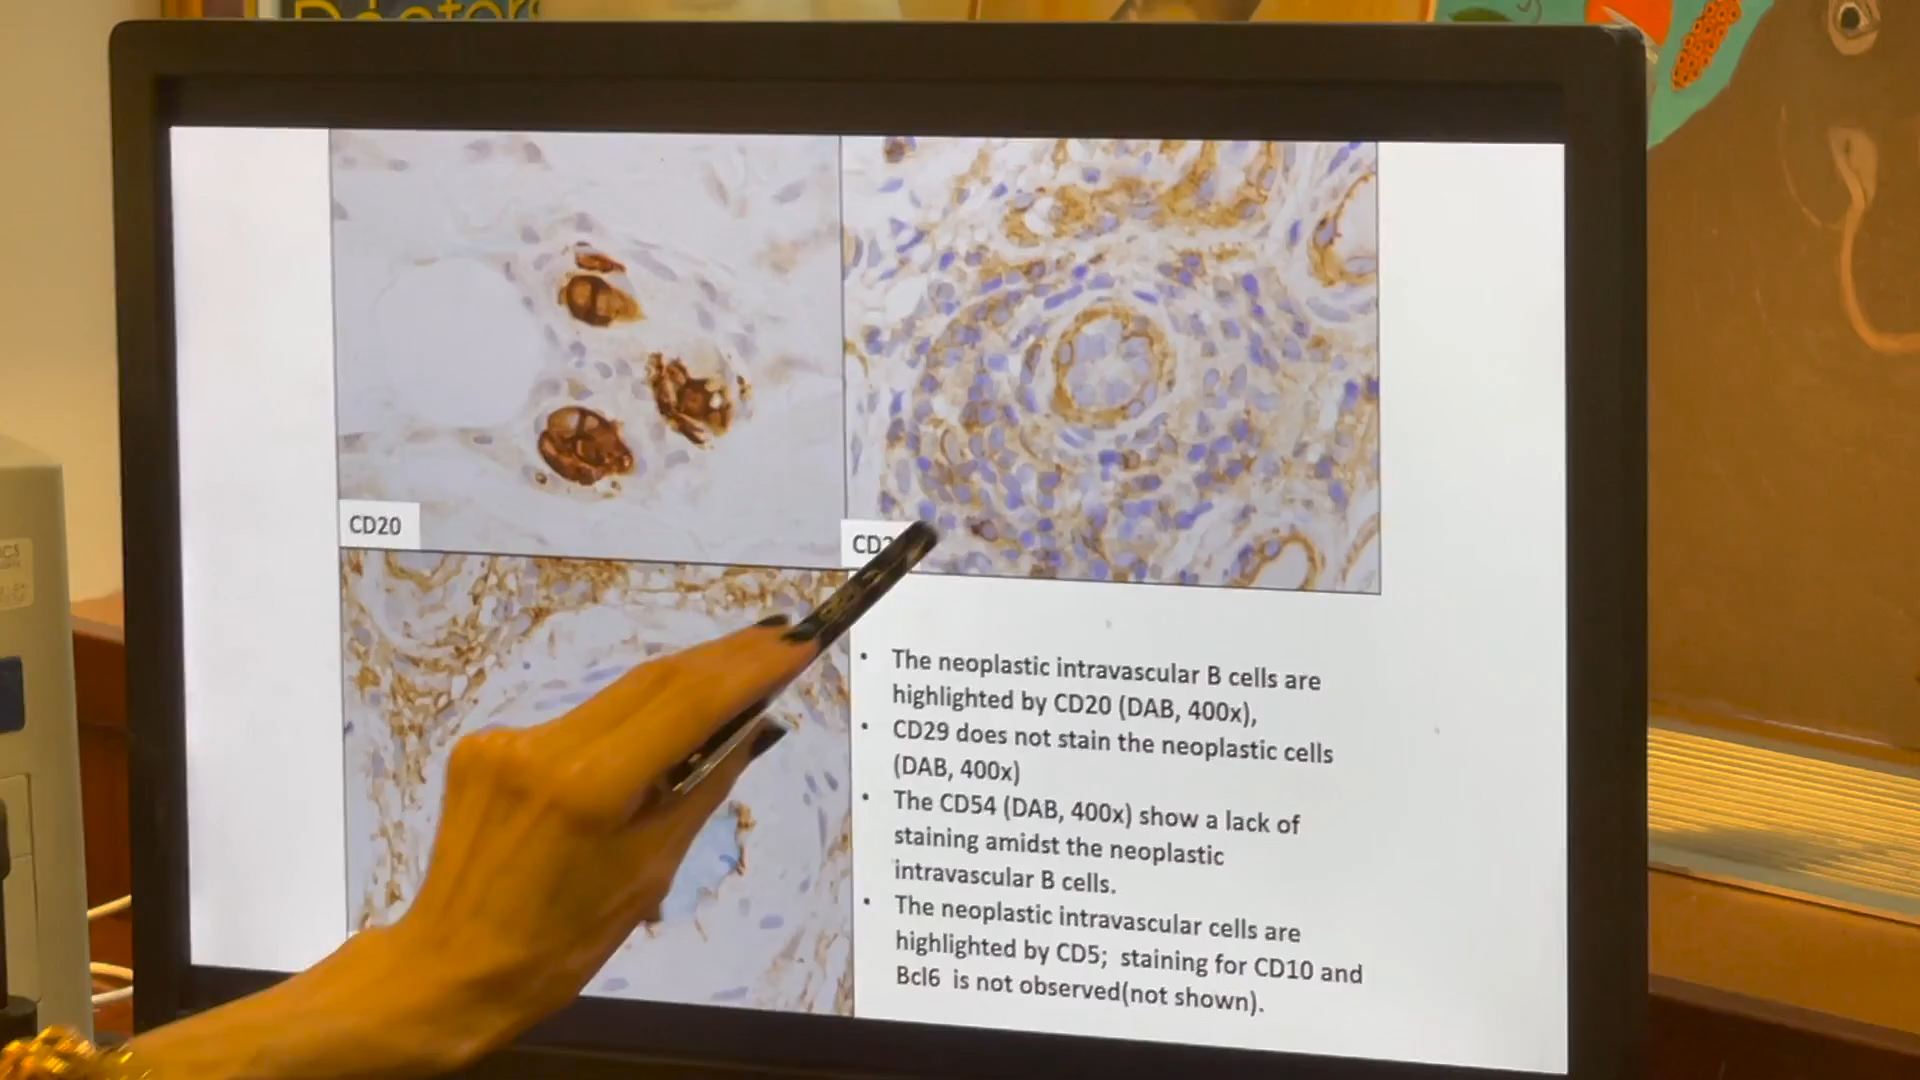 Doctors
CD20
The neoplastic intravascular B cells are
highlighted by CD20 (DAB, 400x),
CD29 does not stain the neoplastic cells
(DAB, 400x)
The CD54 (DAB, 400x) show a lack of
staining amidst the neoplastic
intravascular B cells.
The neoplastic intravascular cells are
highlighted by CD5; staining for CD10 and
Bcl6 is not observed(not shown).